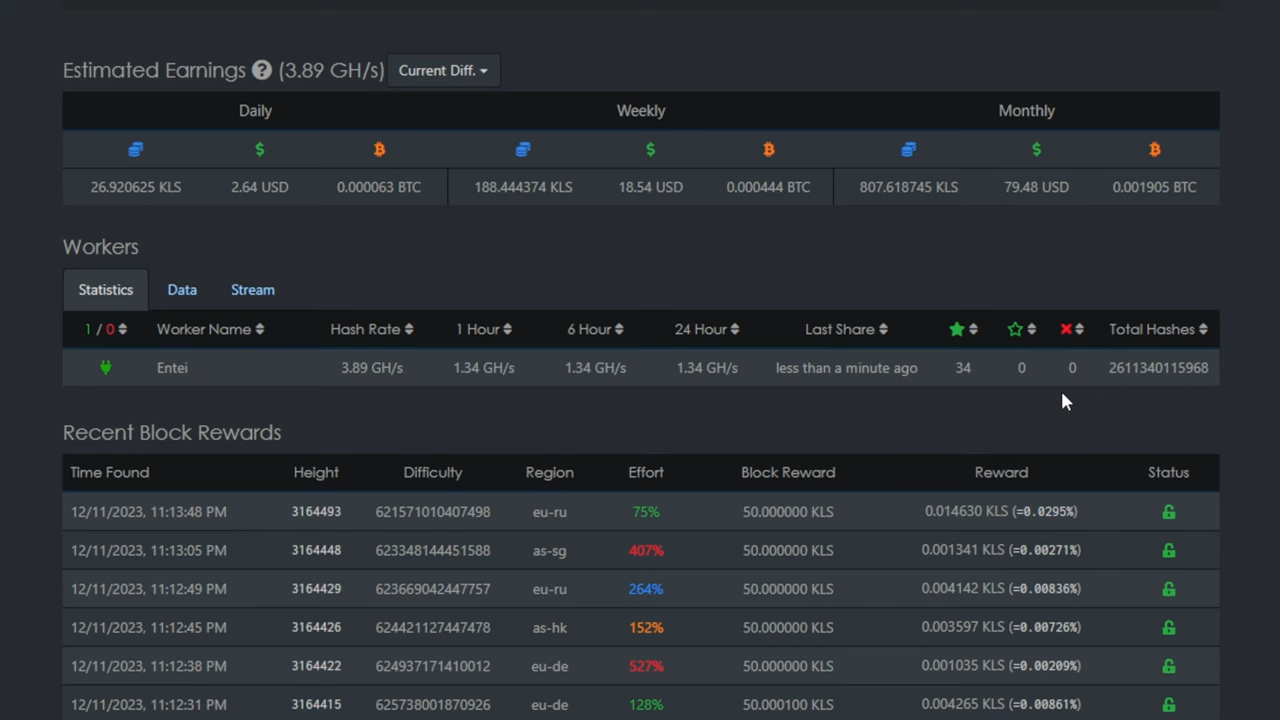 Estimated Earnings ? (3.89 GH/s) Current Diff.
Daily Weekly Monthly
$ $ $
26.920625 KLS 2.64 USD 0.000063 BTC 188.444374 KLS 18.54 USD 0.000444 BTC 807.618745 KLS 79.48 USD 0.001905 BTC
Workers
Statistics Data Stream
1 / 0 Worker Name Hash Rate 1 Hour 6 Hour 24 Hour Last Share Total Hashes
Entei 3.89 GH/s 1.34 GH/s 1.34 GH/s 1.34 GH/s less than a minute ago 34 0 0 2611340115968
Recent Block Rewards
Time Found Height Difficulty Region Effort Block Reward Reward Status
12/11/2023, 11:13:48 PM 3164493 621571010407498 eu-ru 75% 50.000000 KLS 0.014630 KLS (=0.0295%)
12/11/2023, 11:13:05 PM 3164448 623348144451588 as-sg 407% 50.000000 KLS 0.001341 KLS (=0.00271%)
12/11/2023, 11:12:49 PM 3164429 623669042447757 eu-ru 264% 50.000000 KLS 0.004142 KLS (=0.00836%)
12/11/2023, 11:12:45 PM 3164426 624421127447478 as-hk 152% 50.000000 KLS 0.003597 KLS (=0.00726%)
12/11/2023, 11:12:38 PM 3164422 624937171410012 eu-de 527% 50.000000 KLS 0.001035 KLS (=0.00209%)
12/11/2023, 11:12:31 PM 3164415 625738001870926 eu-de 128% 50.000100 KLS 0.004265 KLS (=0.00861%)